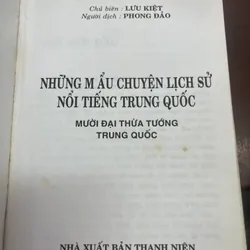 Chủ biên : LƯU KIỆT
Người dịch : PHONG ĐẢO
NHỮNG M ẨU CHUYỆN LỊCH SỬ
NỔI TIẾNG TRUNG QUỐC
MƯỜI ĐẠI THỪA TƯỚNG
TRUNG QUỐC
NHÀ XUẤT BẢN THANH NIÊN